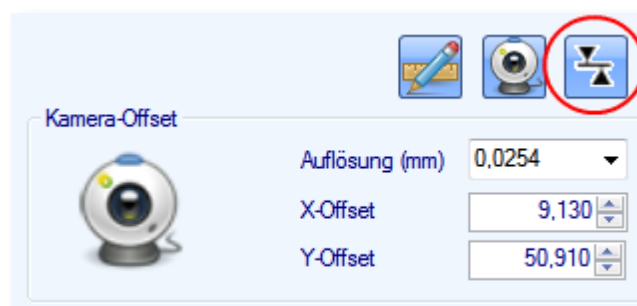 Kamera-Offset
Auflösung (mm) 0,0254
X-Offset 9,130
Y-Offset 50,910